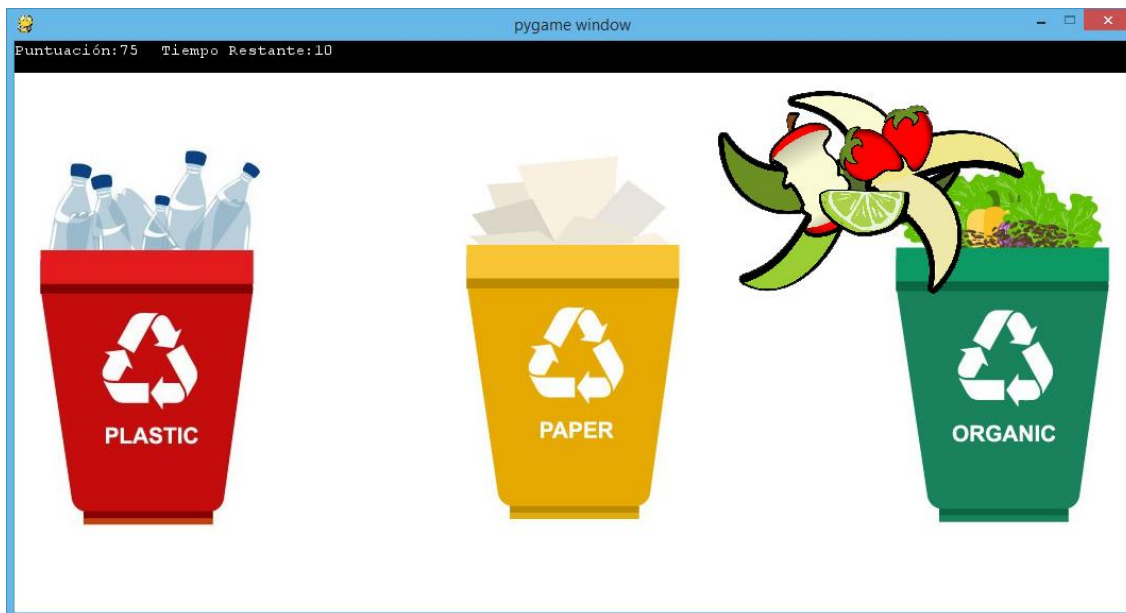 pygame window
Puntuación:75 Tiempo Restante:10
PLASTIC
PAPER
ORGANIC